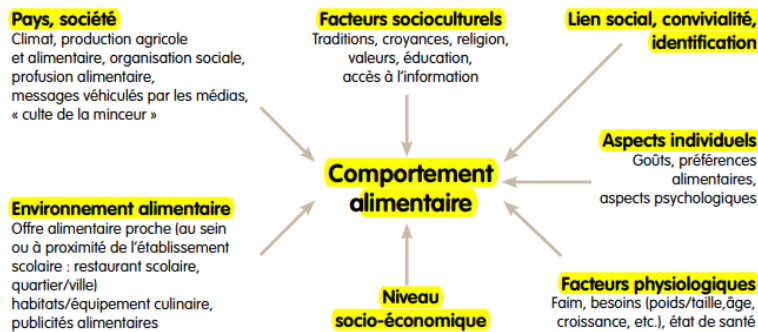 Pays, société
Climat, production agricole
et alimentaire, organisation sociale,
profusion alimentaire,
messages véhiculés par les médias,
« culte de la minceur »
Facteurs socioculturels
Traditions, croyances, religion,
valeurs, éducation,
accès à l'information
Lien social, convivialité,
identification
Aspects individuels
Goûts, préférences
alimentaires,
aspects psychologiques
Comportement
alimentaire
Environnement alimentaire
Offre alimentaire proche (au sein
ou à proximité de l'établissement
scolaire : restaurant scolaire,
quartier/ville)
habitats/équipement culinaire,
publicités alimentaires
Niveau
socio-économique
Facteurs physiologiques
Faim, besoins (poids/taille,âge,
croissance, etc.), état de santé